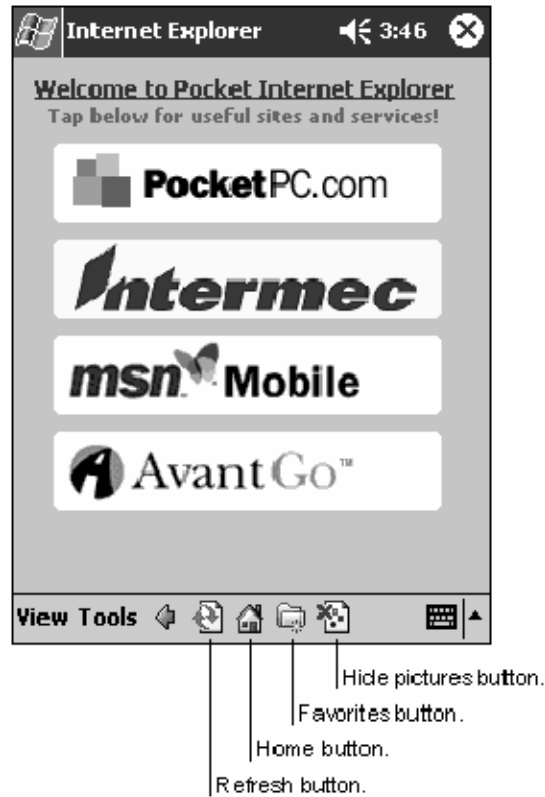 Internet Explorer 3:46
Welcome to Pocket Internet Explorer
Tap below for useful sites and services!
PocketPC.com
Intermec
msn Mobile
AvantGo™
View Tools
Hide pictures button.
Favorites button.
Home button.
Refresh button.